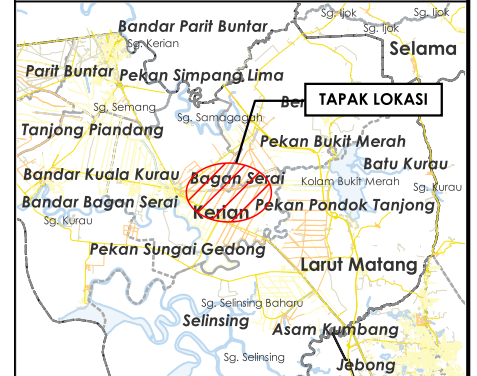 Sg. Ijok
Sg. Ijok
Bandar Parit Buntar
Sg. Ijok
Sg. Kerian
Selama
Parit Buntar
Pekan Simpang Lima
TAPAK LOKASI
Sg. Semang
Sg. Samagagah
Tanjong Piandang
Pekan Bukit Merah
Batu Kurau
Bandar Kuala Kurau
Bagan Serai
Kolam Bukit Merah
Sg. Kurau
Bandar Bagan Serai
Kerian
Pekan Pondok Tanjong
Sg. Kurau
Pekan Sungai Gedong
Larut Matang
Sg. Selinsing Baharu
Selinsing
Asam Kumbang
Sg. Selinsing
Jebong